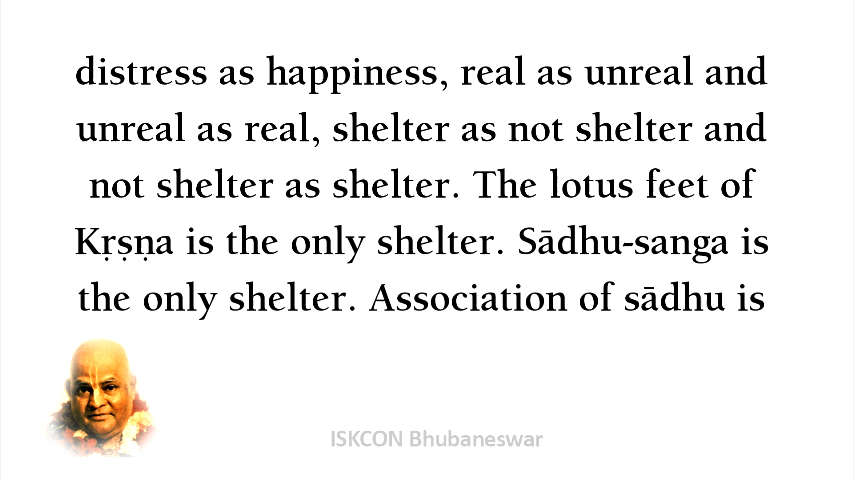 distress as happiness, real as unreal and
unreal as real, shelter as not shelter and
not shelter as shelter. The lotus feet of
Kṛṣṇa is the only shelter. Sādhu-sanga is
the only shelter. Association of sādhu is
ISKCON Bhubaneswar